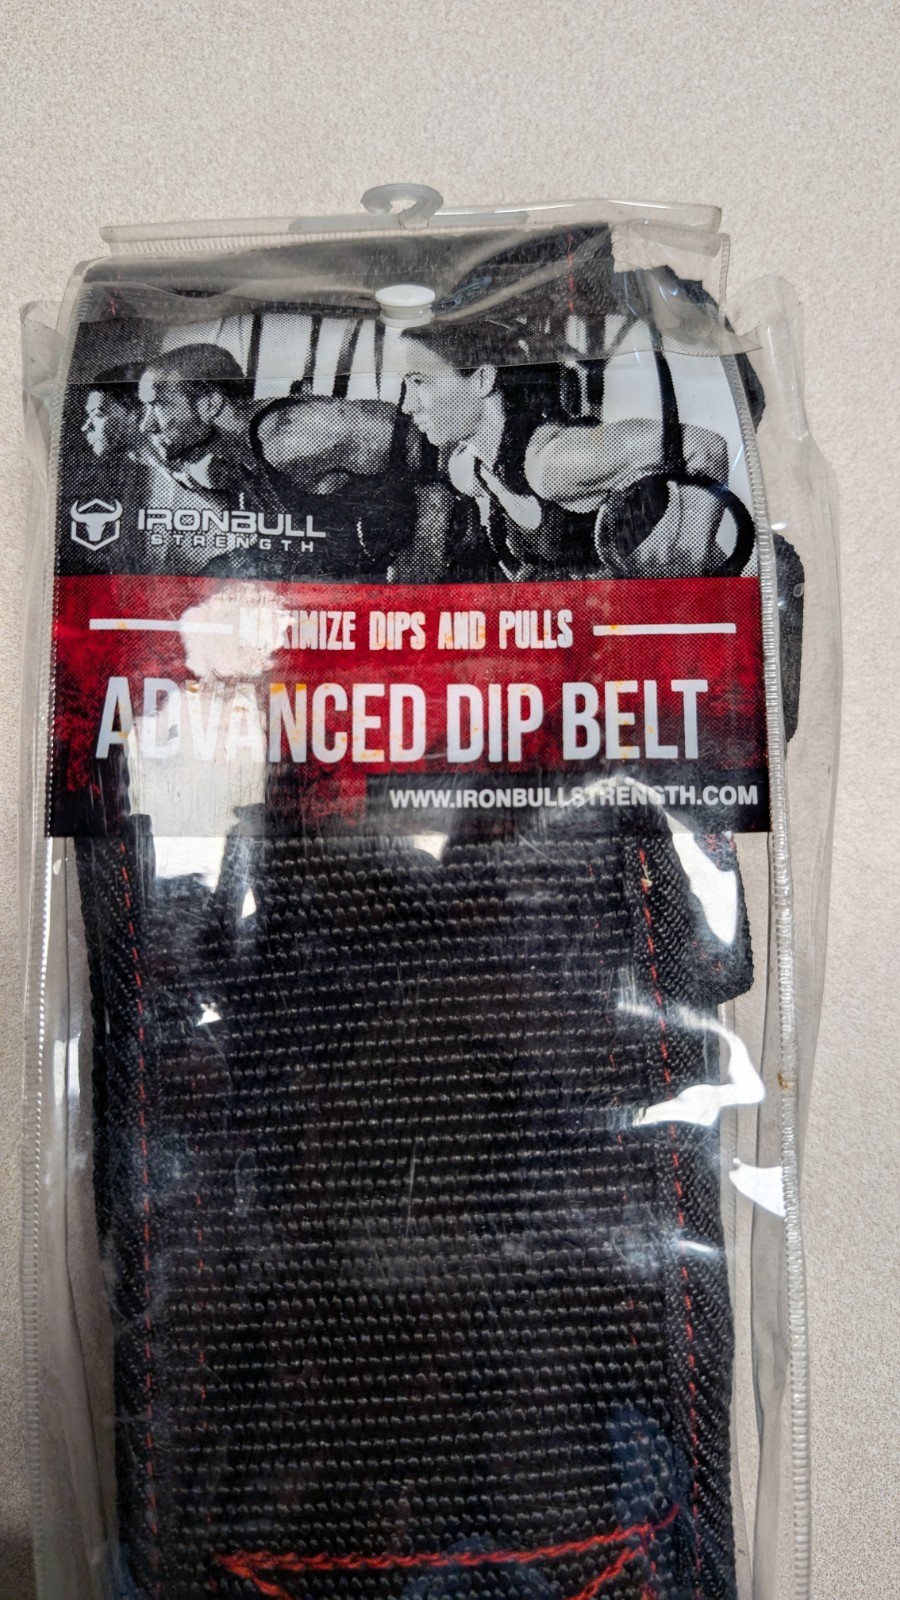 IRONBULL
STRENGTH
MAXIMIZE DIPS AND PULLS
ADVANCED DIP BELT
WWW.IRONBULLSTRENGTH.COM